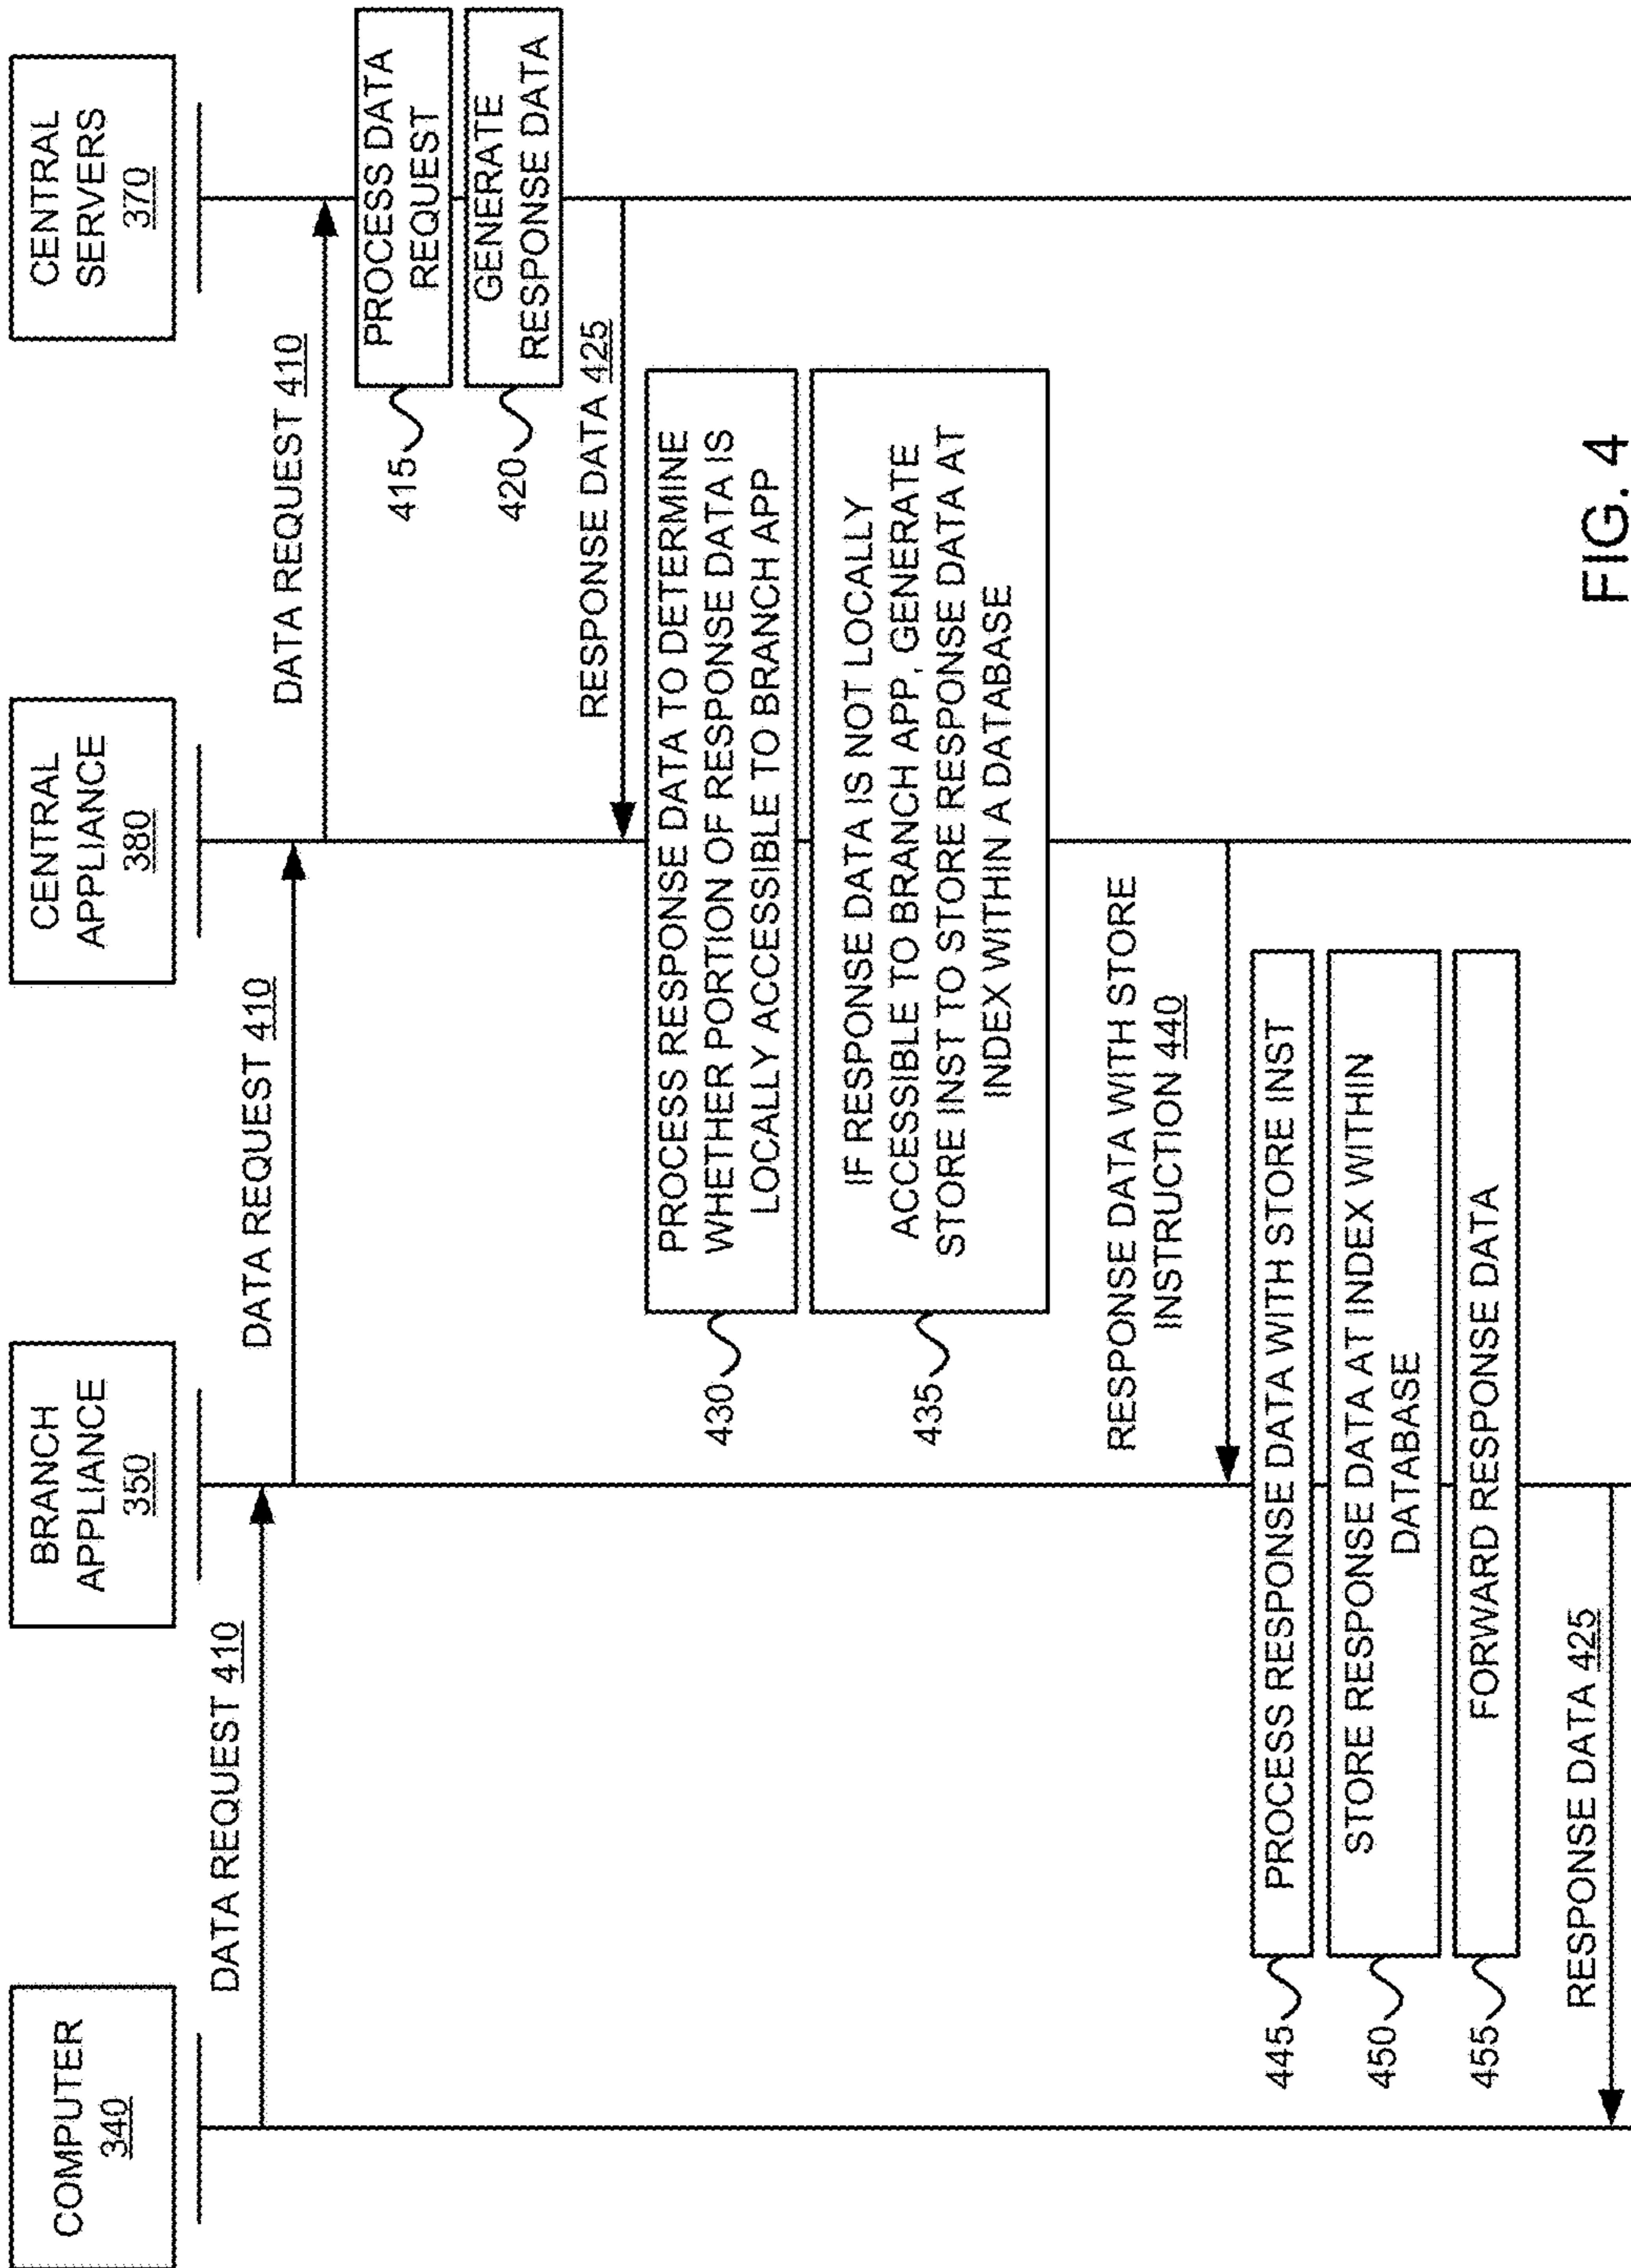 COMPUTER
340
BRANCH
APPLIANCE
350
CENTRAL
APPLIANCE
380
CENTRAL
SERVERS
370
DATA REQUEST 410
DATA REQUEST 410
DATA REQUEST 410
415
PROCESS DATA
REQUEST
420
GENERATE
RESPONSE DATA
RESPONSE DATA 425
430
PROCESS RESPONSE DATA TO DETERMINE
WHETHER PORTION OF RESPONSE DATA IS
LOCALLY ACCESSIBLE TO BRANCH APP
435
IF RESPONSE DATA IS NOT LOCALLY
ACCESSIBLE TO BRANCH APP, GENERATE
STORE INST TO STORE RESPONSE DATA AT
INDEX WITHIN A DATABASE
RESPONSE DATA WITH STORE
INSTRUCTION 440
445
PROCESS RESPONSE DATA WITH STORE INST
450
STORE RESPONSE DATA AT INDEX WITHIN
DATABASE
455
FORWARD RESPONSE DATA
RESPONSE DATA 425
FIG. 4